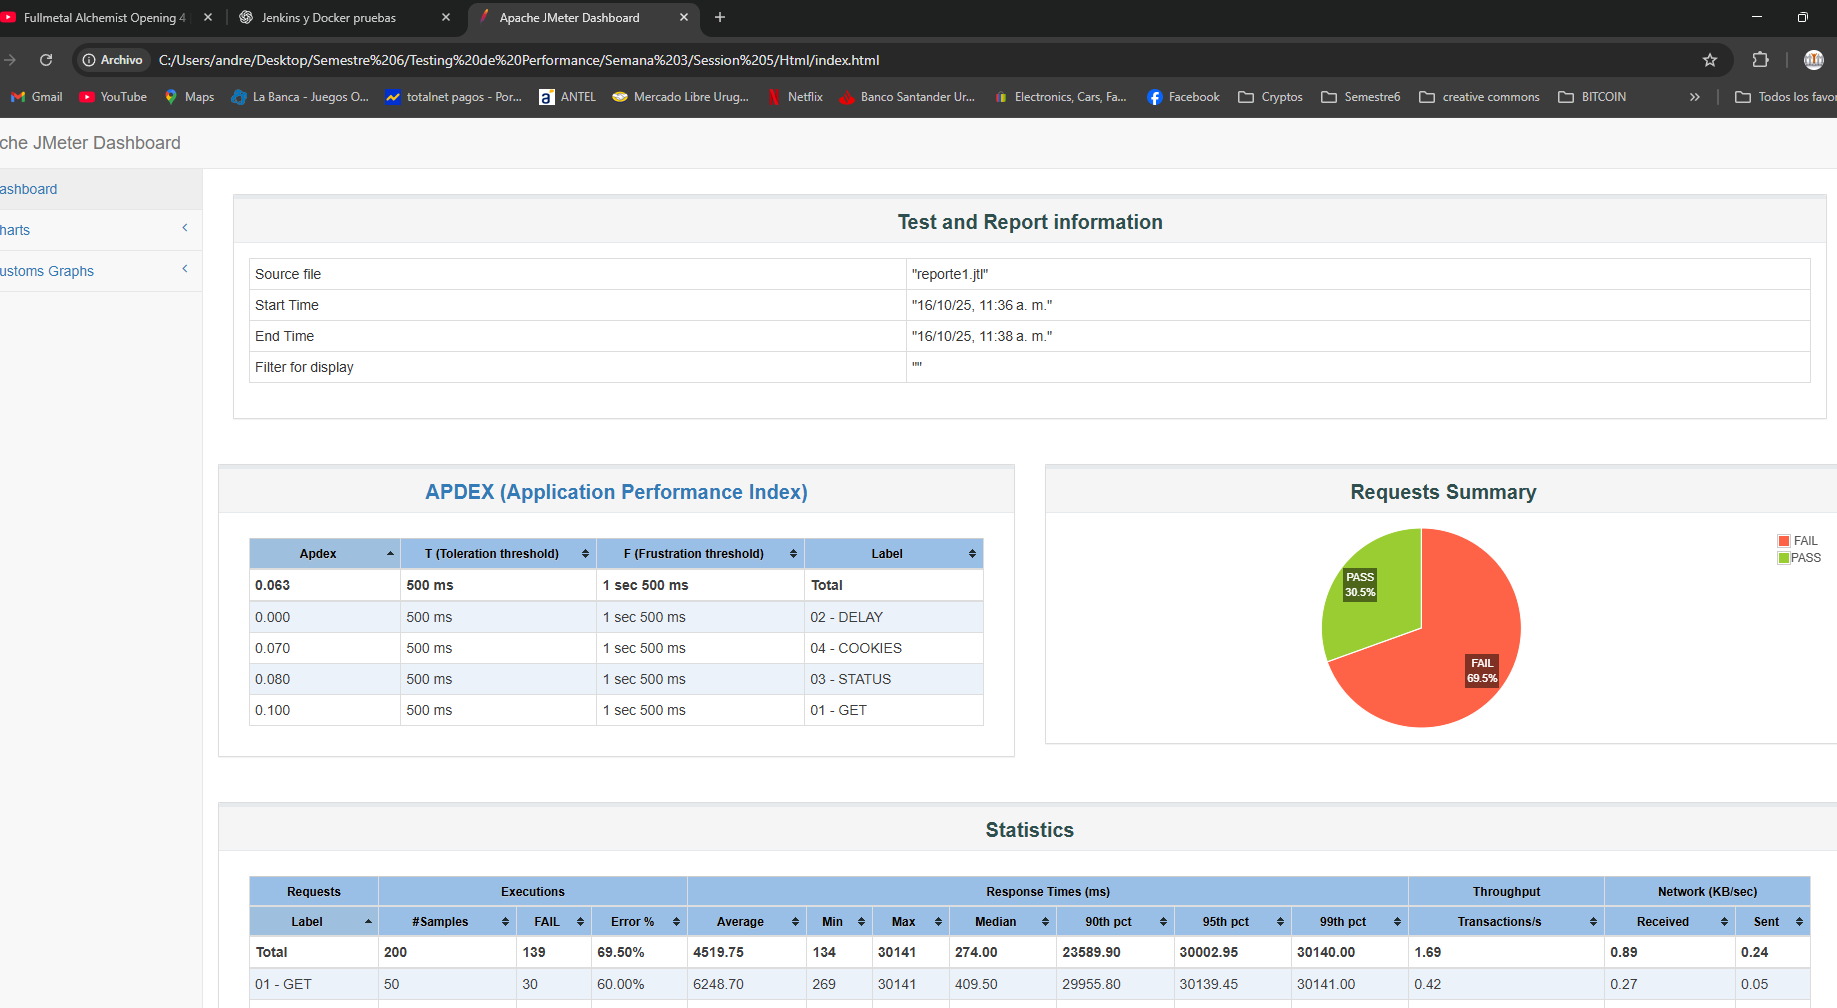 Fullmetal Alchemist Opening 4
Jenkins y Docker pruebas
Apache JMeter Dashboard
Archivo
C:/Users/andre/Desktop/Semestre%206/Testing%20de%20Performance/Semana%203/Session%205/Html/index.html
Gmail YouTube Maps La Banca - Juegos O... totalnet pagos - Por... ANTEL Mercado Libre Urug... Netflix Banco Santander Ur... Electronics, Cars, Fa... Facebook Cryptos Semestre6 creative commons BITCOIN » Todos los favor
che JMeter Dashboard
ashboard
harts
ustoms Graphs
Test and Report information
Source file "reporte1.jtl"
Start Time "16/10/25, 11:36 a. m."
End Time "16/10/25, 11:38 a. m."
Filter for display ""
APDEX (Application Performance Index)
Apdex T (Toleration threshold) F (Frustration threshold) Label
0.063 500 ms 1 sec 500 ms Total
0.000 500 ms 1 sec 500 ms 02 - DELAY
0.070 500 ms 1 sec 500 ms 04 - COOKIES
0.080 500 ms 1 sec 500 ms 03 - STATUS
0.100 500 ms 1 sec 500 ms 01 - GET
Requests Summary
FAIL
PASS
PASS
30.5%
FAIL
69.5%
Statistics
Requests Executions Response Times (ms) Throughput Network (KB/sec)
Label #Samples FAIL Error % Average Min Max Median 90th pct 95th pct 99th pct Transactions/s Received Sent
Total 200 139 69.50% 4519.75 134 30141 274.00 23589.90 30002.95 30140.00 1.69 0.89 0.24
01 - GET 50 30 60.00% 6248.70 269 30141 409.50 29955.80 30139.45 30141.00 0.42 0.27 0.05